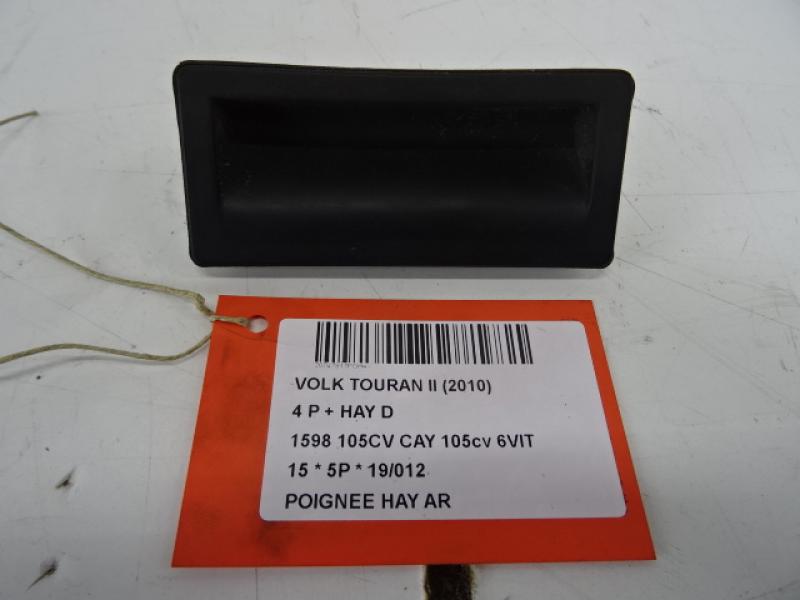 VOLK TOURAN II (2010)
4 P + HAY D
1598 105CV CAY 105cv 6VIT
15 * 5P * 19/012
POIGNEE HAY AR